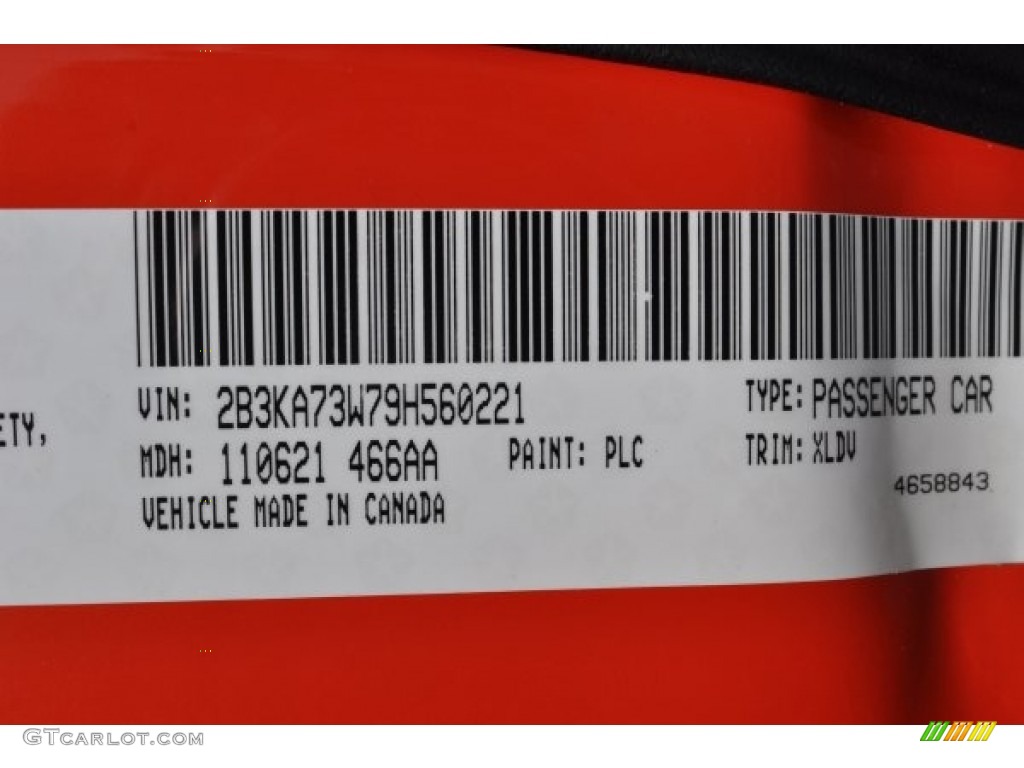 VIN: 2B3KA73W79H560221 TYPE: PASSENGER CAR
ETY,
MDH: 110621 466AA PAINT: PLC TRIM: XLDV
4658843
VEHICLE MADE IN CANADA
GTCARLOT.COM